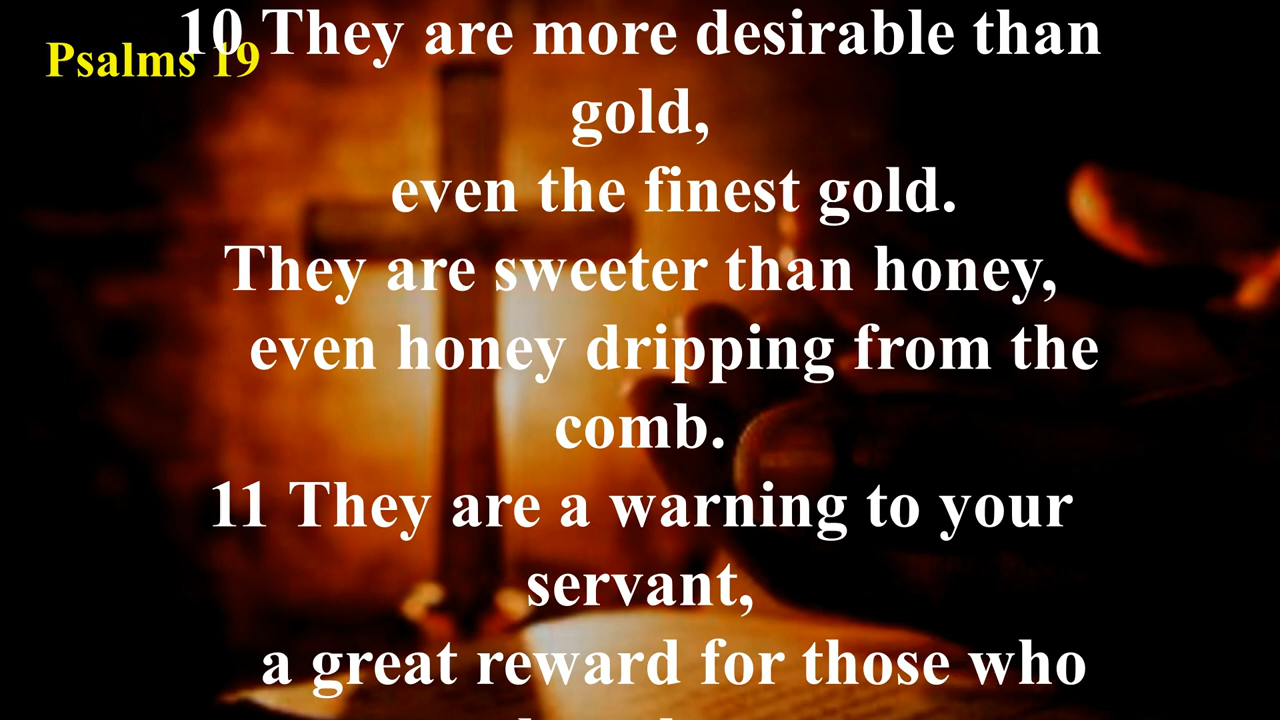 Psalms 19
10 They are more desirable than
gold,
even the finest gold.
They are sweeter than honey,
even honey dripping from the
comb.
11 They are a warning to your
servant,
a great reward for those who